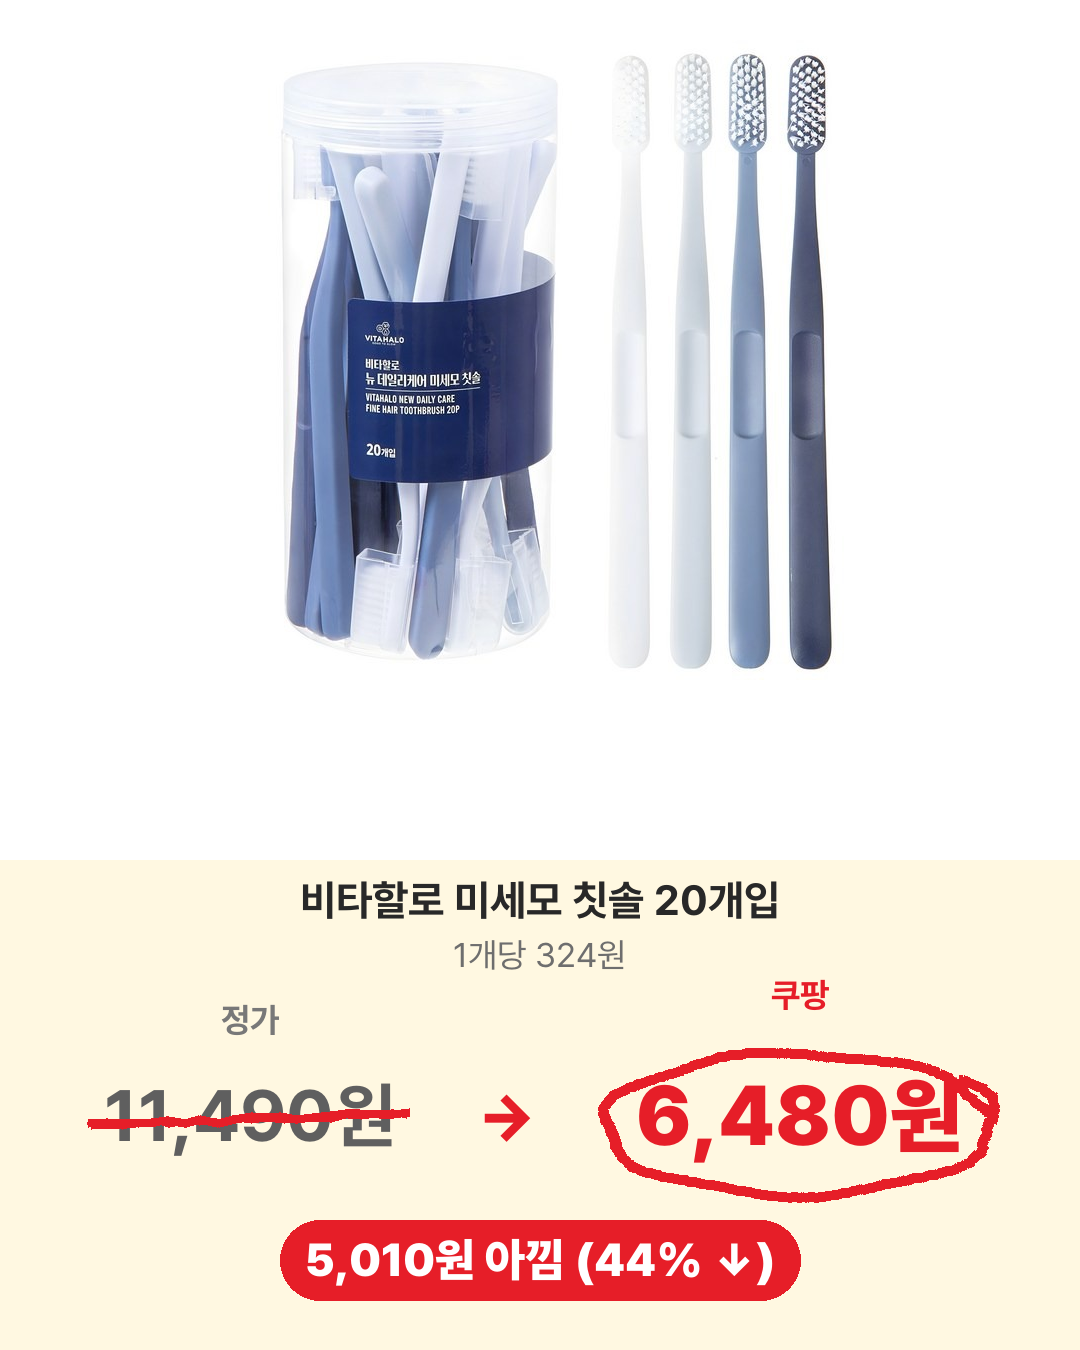 VITAHALO
비타할로
뉴 데일리케어 미세모 칫솔
VITAHALO NEW DAILY CARE
FINE HAIR TOOTHBRUSH 20P
20개입
비타할로 미세모 칫솔 20개입
1개당 324원
정가
쿠팡
11,490원
→
6,480원
5,010원 아낌 (44% ↓)